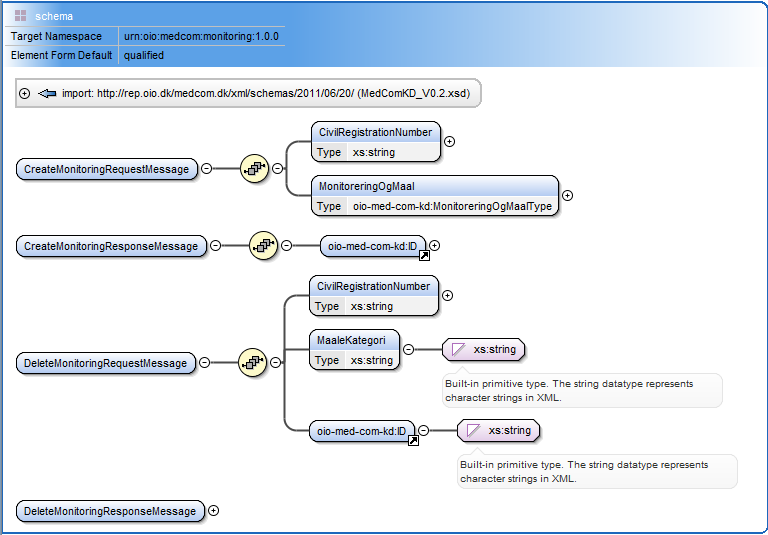 schema
Target Namespace urn:oio:medcom:monitoring:1.0.0
Element Form Default qualified
import: http://rep.oio.dk/medcom.dk/xml/schemas/2011/06/20/ (MedComKD_V0.2.xsd)
CreateMonitoringRequestMessage
CivilRegistrationNumber
Type xs:string
MonitoreringOgMaal
Type oio-med-com-kd:MonitoreringOgMaalType
CreateMonitoringResponseMessage
oio-med-com-kd:ID
DeleteMonitoringRequestMessage
CivilRegistrationNumber
Type xs:string
MaaleKategori
Type xs:string
xs:string
Built-in primitive type. The string datatype represents
character strings in XML.
oio-med-com-kd:ID
xs:string
Built-in primitive type. The string datatype represents
character strings in XML.
DeleteMonitoringResponseMessage